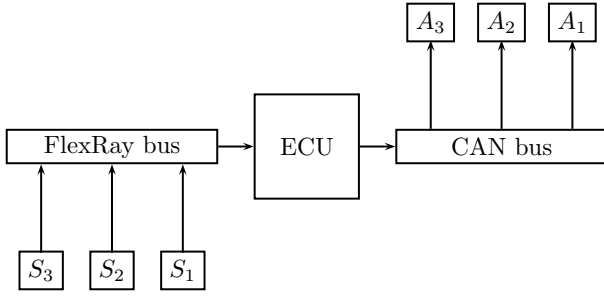 A₃ A₂ A₁
FlexRay bus ECU CAN bus
S₃ S₂ S₁